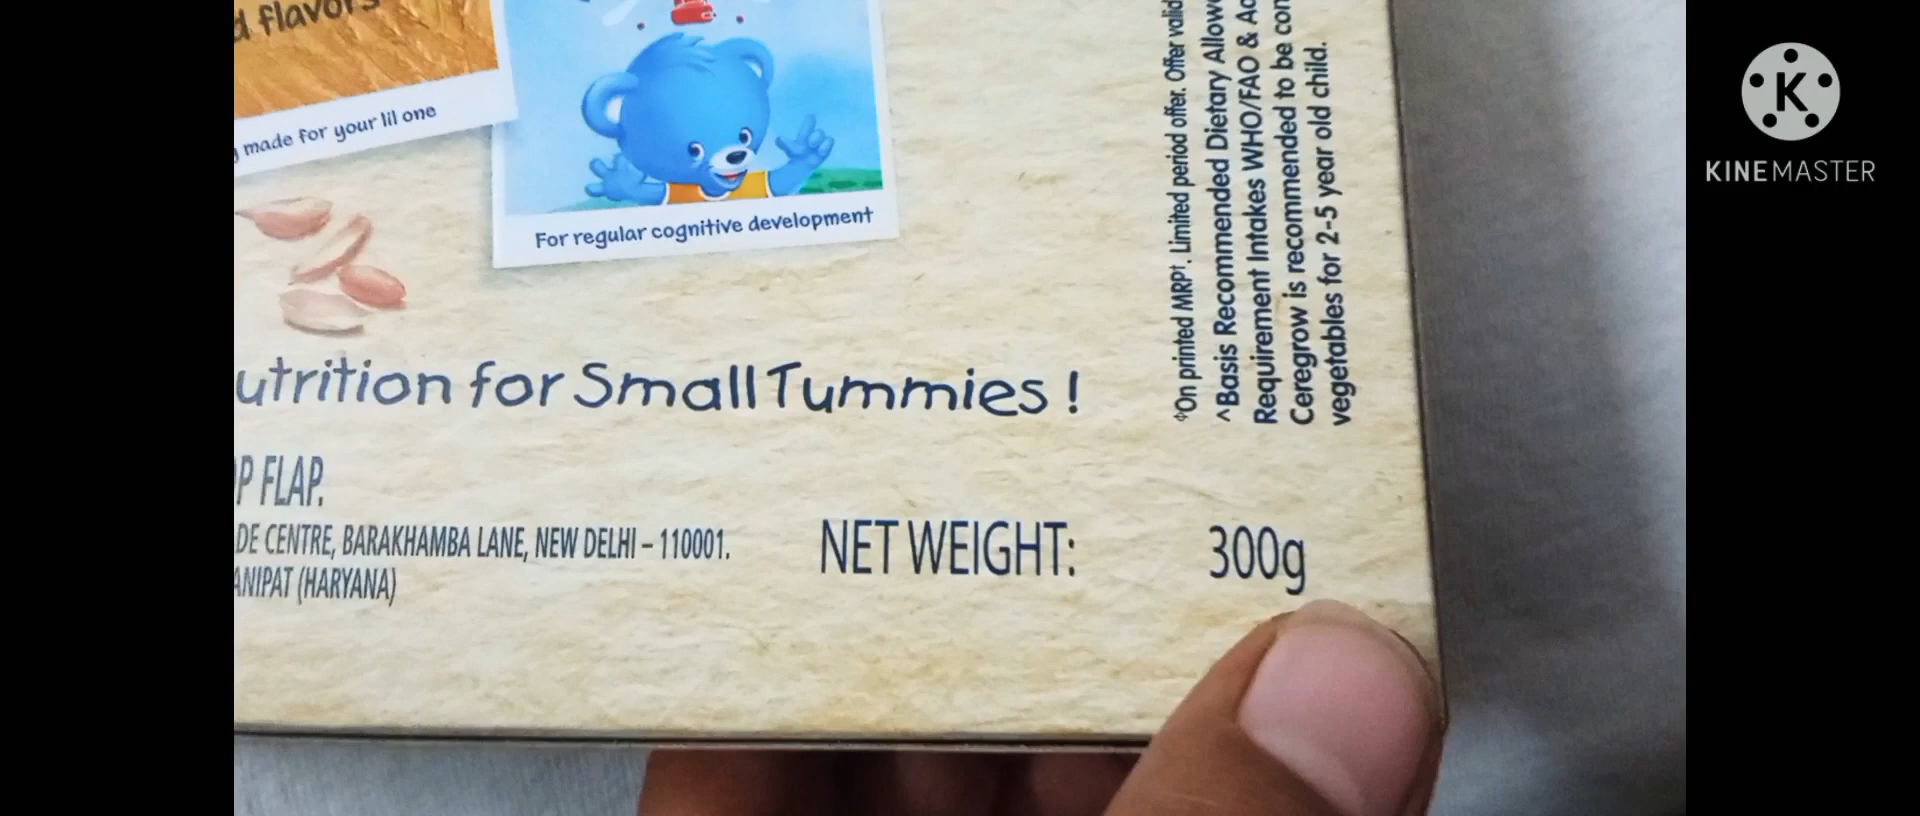 d flavors
made for your lil one
For regular cognitive development
utrition for Small Tummies !
P FLAP.
DE CENTRE, BARAKHAMBA LANE, NEW DELHI – 110001.
ANIPAT (HARYANA)
NET WEIGHT: 300g
On printed MRP†. Limited period offer. Offer valid
^Basis Recommended Dietary Allow
Requirement Intakes WHO/FAO & Ad
Ceregrow is recommended to be con
vegetables for 2-5 year old child.
K
KINEMASTER